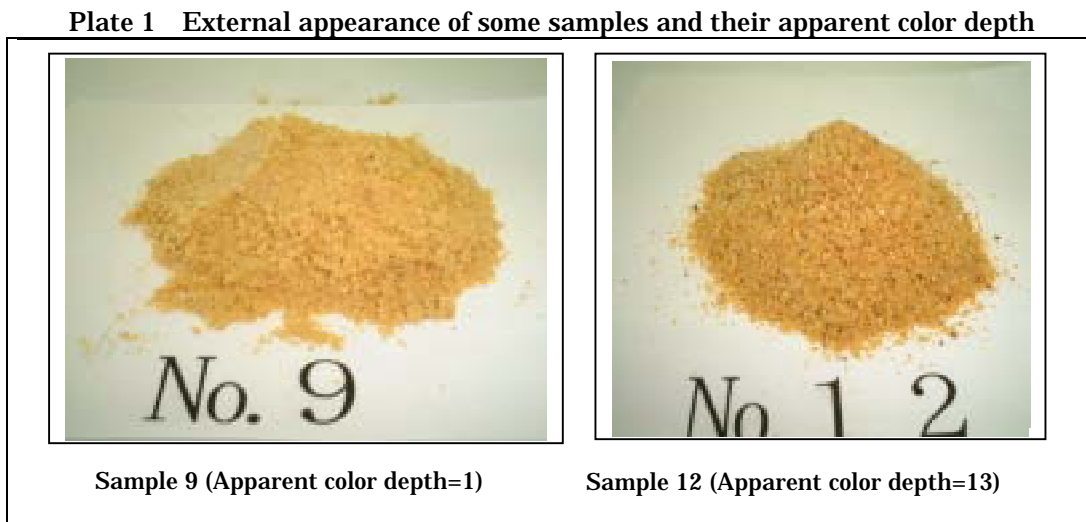 Plate 1 External appearance of some samples and their apparent color depth
No. 9
No 1 2
Sample 9 (Apparent color depth=1)
Sample 12 (Apparent color depth=13)